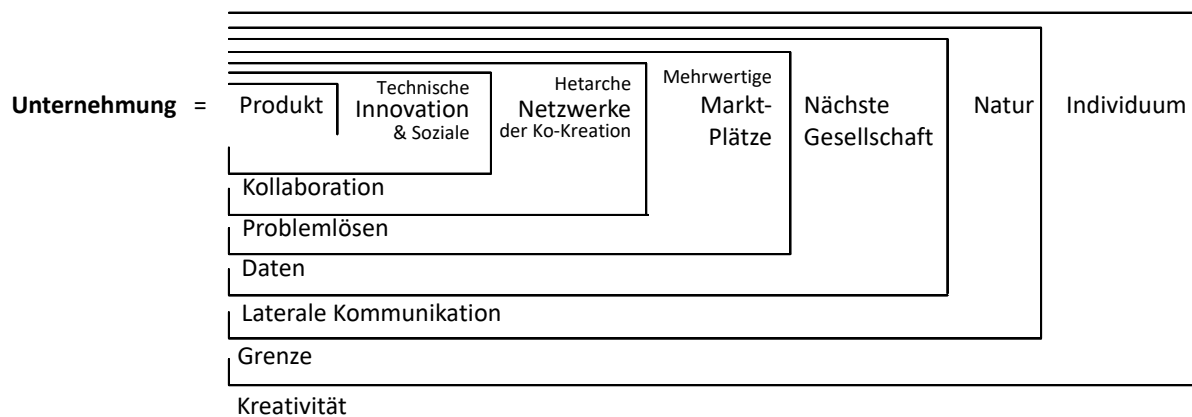 Unternehmung =
Produkt
Technische
Innovation
& Soziale
Hetarche
Netzwerke
der Ko-Kreation
Mehrwertige
Markt-
Plätze
Nächste
Gesellschaft
Natur
Individuum
Kollaboration
Problemlösen
Daten
Laterale Kommunikation
Grenze
Kreativität